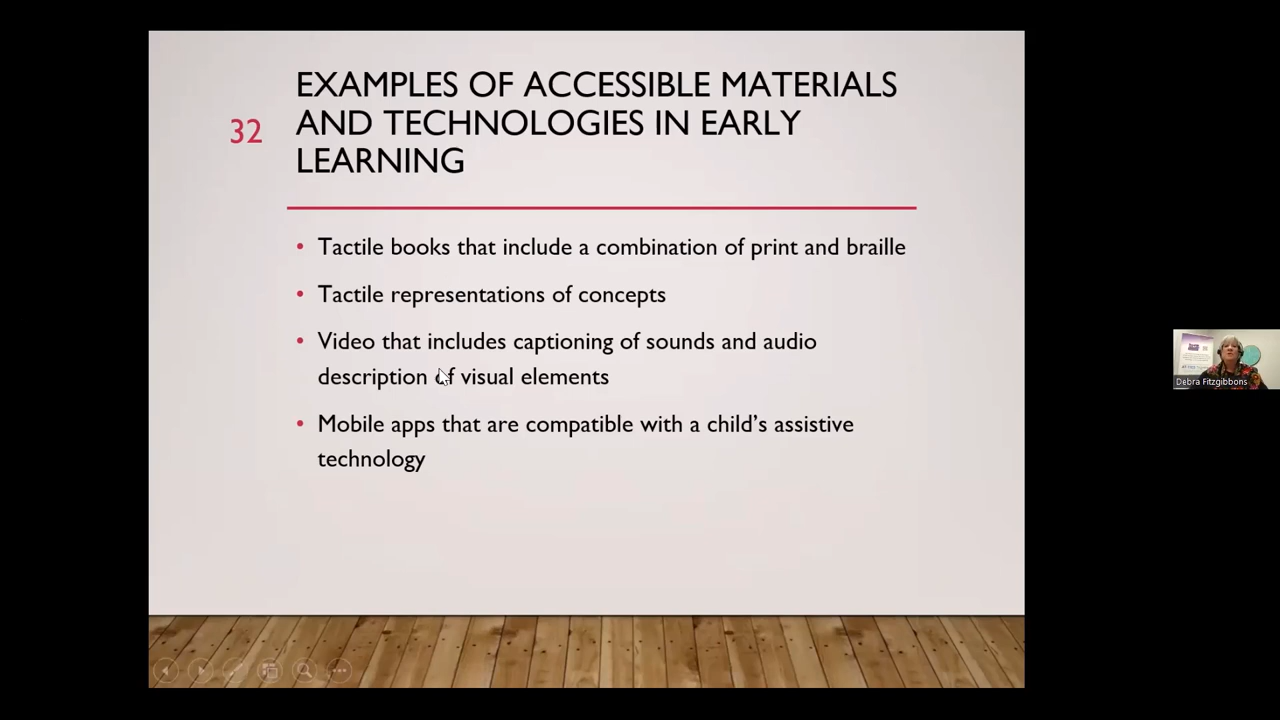 32
EXAMPLES OF ACCESSIBLE MATERIALS
AND TECHNOLOGIES IN EARLY
LEARNING
• Tactile books that include a combination of print and braille
• Tactile representations of concepts
• Video that includes captioning of sounds and audio
description of visual elements
• Mobile apps that are compatible with a child’s assistive
technology
Debra Fitzgibbons